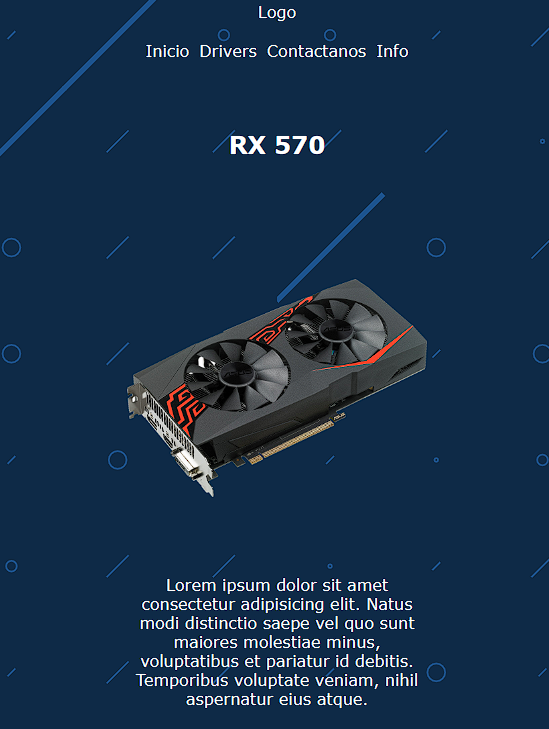 Logo
Inicio Drivers Contactanos Info
RX 570
Lorem ipsum dolor sit amet
consectetur adipisicing elit. Natus
modi distinctio saepe vel quo sunt
maiores molestiae minus,
voluptatibus et pariatur id debitis.
Temporibus voluptate veniam, nihil
aspernatur eius atque.